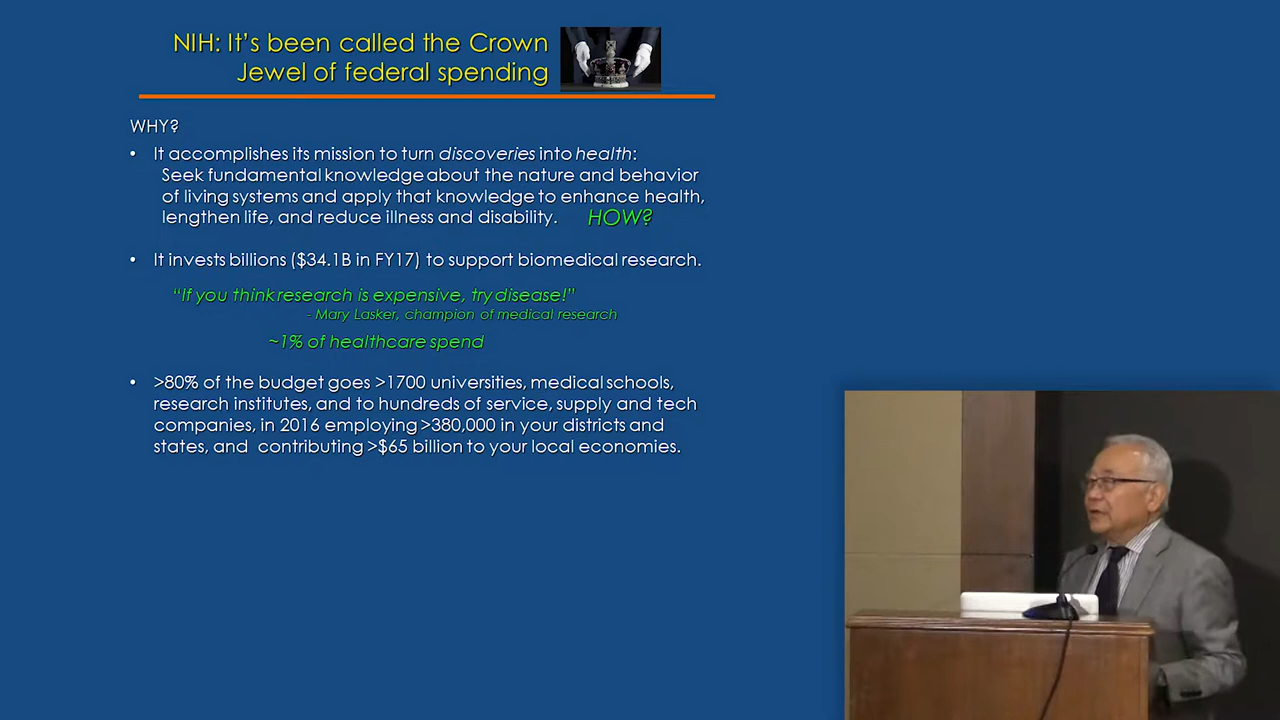 NIH: It's been called the Crown
Jewel of federal spending
WHY?
• It accomplishes its mission to turn discoveries into health:
Seek fundamental knowledge about the nature and behavior
of living systems and apply that knowledge to enhance health,
lengthen life, and reduce illness and disability. HOW?
• It invests billions ($34.1B in FY17) to support biomedical research.
"If you think research is expensive, try disease!"
- Mary Lasker, champion of medical research
~1% of healthcare spend
• >80% of the budget goes >1700 universities, medical schools,
research institutes, and to hundreds of service, supply and tech
companies, in 2016 employing >380,000 in your districts and
states, and contributing >$65 billion to your local economies.